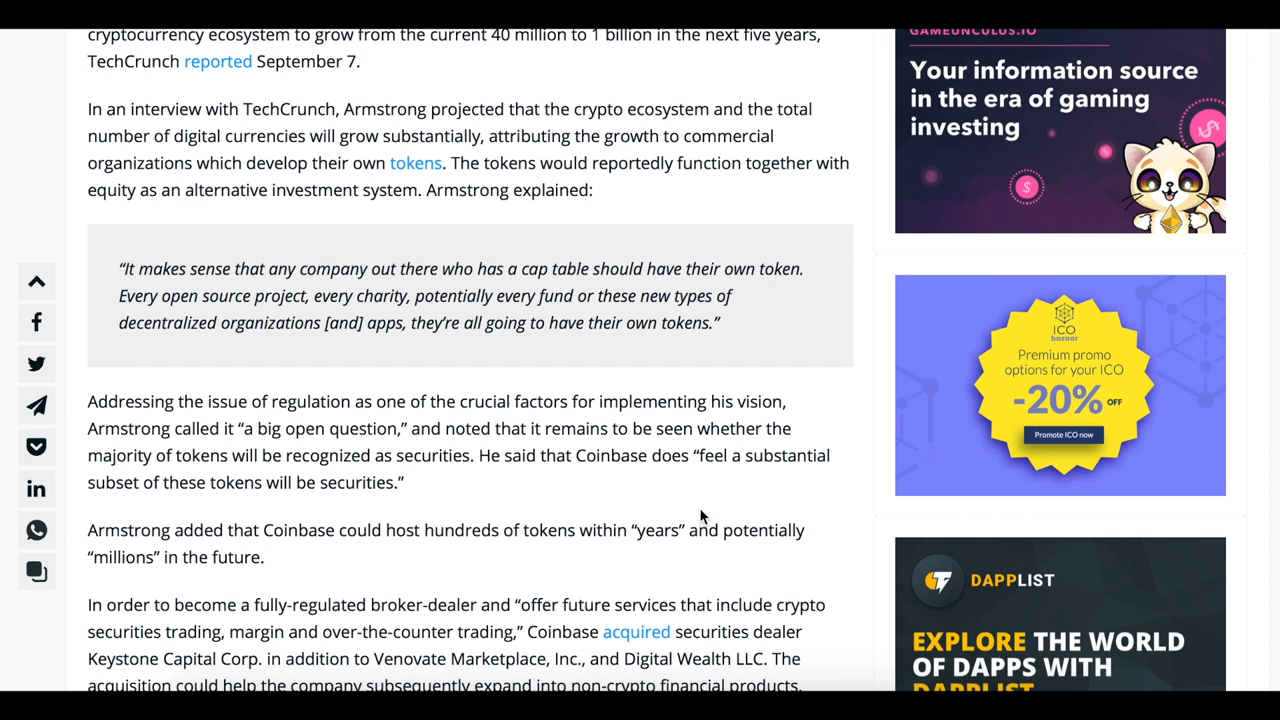 cryptocurrency ecosystem to grow from the current 40 million to 1 billion in the next five years,
TechCrunch reported September 7.
In an interview with TechCrunch, Armstrong projected that the crypto ecosystem and the total
number of digital currencies will grow substantially, attributing the growth to commercial
organizations which develop their own tokens. The tokens would reportedly function together with
equity as an alternative investment system. Armstrong explained:
“It makes sense that any company out there who has a cap table should have their own token.
Every open source project, every charity, potentially every fund or these new types of
decentralized organizations [and] apps, they’re all going to have their own tokens.”
Addressing the issue of regulation as one of the crucial factors for implementing his vision,
Armstrong called it “a big open question,” and noted that it remains to be seen whether the
majority of tokens will be recognized as securities. He said that Coinbase does “feel a substantial
subset of these tokens will be securities.”
Armstrong added that Coinbase could host hundreds of tokens within “years” and potentially
“millions” in the future.
In order to become a fully-regulated broker-dealer and “offer future services that include crypto
securities trading, margin and over-the-counter trading,” Coinbase acquired securities dealer
Keystone Capital Corp. in addition to Venovate Marketplace, Inc., and Digital Wealth LLC. The
acquisition could help the company subsequently expand into non-crypto financial products.
GAMEUNCULUS.IO
Your information source
in the era of gaming
investing
ICO
bazaar
Premium promo
options for your ICO
-20% OFF
Promote ICO now
DAPPLIST
EXPLORE THE WORLD
OF DAPPS WITH
DAPPLIST